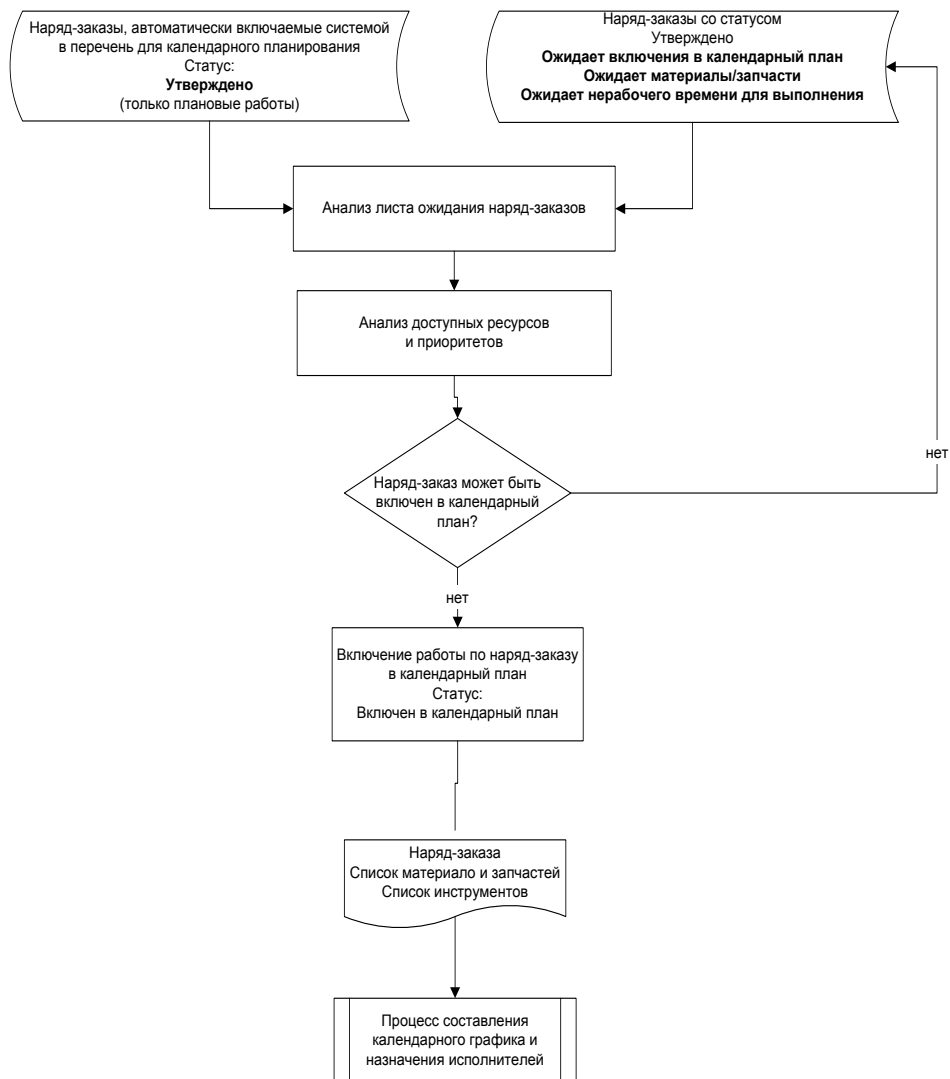 Наряд-заказы, автоматически включаемые системой
в перечень для календарного планирования
Статус:
Утверждено
(только плановые работы)
Наряд-заказы со статусом
Утверждено
Ожидает включения в календарный план
Ожидает материалы/запчасти
Ожидает нерабочего времени для выполнения
Анализ листа ожидания наряд-заказов
Анализ доступных ресурсов
и приоритетов
Наряд-заказ может быть
включен в календарный
план?
нет
нет
Включение работы по наряд-заказу
в календарный план
Статус:
Включен в календарный план
Наряд-заказа
Список материало и запчастей
Список инструментов
Процесс составления
календарного графика и
назначения исполнителей